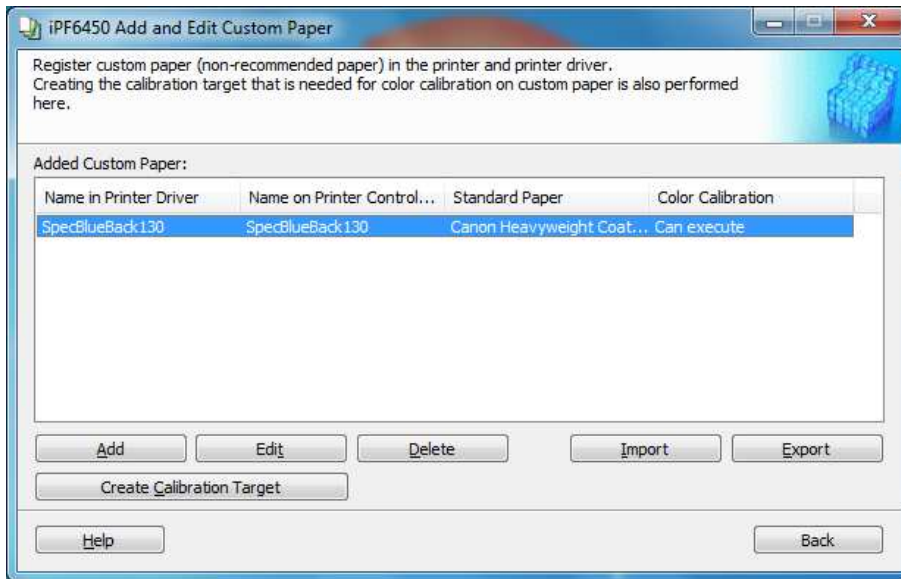 iPF6450 Add and Edit Custom Paper
Register custom paper (non-recommended paper) in the printer and printer driver.
Creating the calibration target that is needed for color calibration on custom paper is also performed
here.
Added Custom Paper:
Name in Printer Driver Name on Printer Control... Standard Paper Color Calibration
SpecBlueBack130 SpecBlueBack130 Canon Heavyweight Coat... Can execute
Add Edit Delete Import Export
Create Calibration Target
Help Back